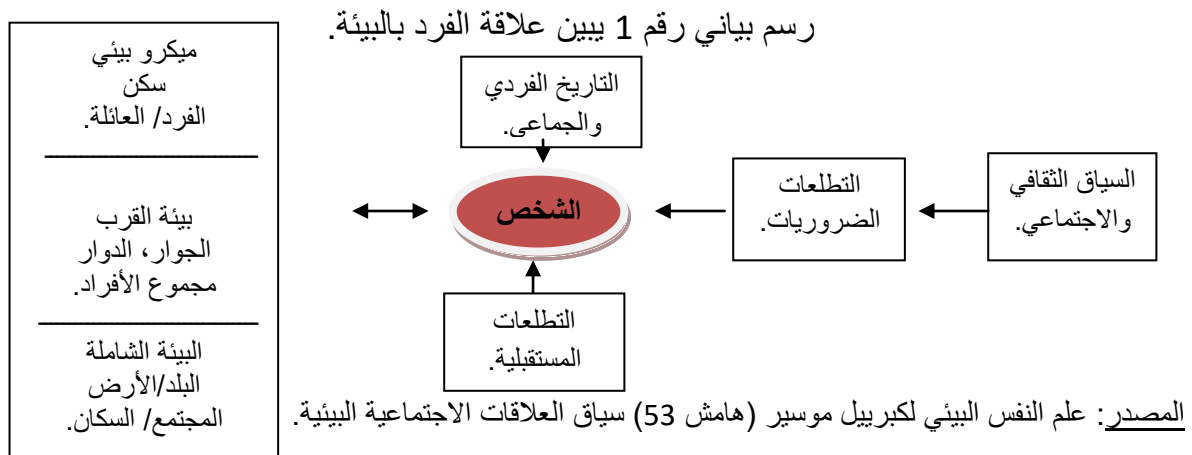 رسم بياني رقم 1 يبين علاقة الفرد بالبيئة.
التاريخ الفردي
والجماعي.
السياق الثقافي
والاجتماعي.
التطلعات
الضروريات.
الشخص
التطلعات
المستقبلية.
ميكرو بيئي
سكن
الفرد/ العائلة.
بيئة القرب
الجوار، الدوار
مجموع الأفراد.
البيئة الشاملة
البلد/الأرض
المجتمع/ السكان.
المصدر: علم النفس البيئي لكبرييل موسير (هامش 53) سياق العلاقات الاجتماعية البيئية.